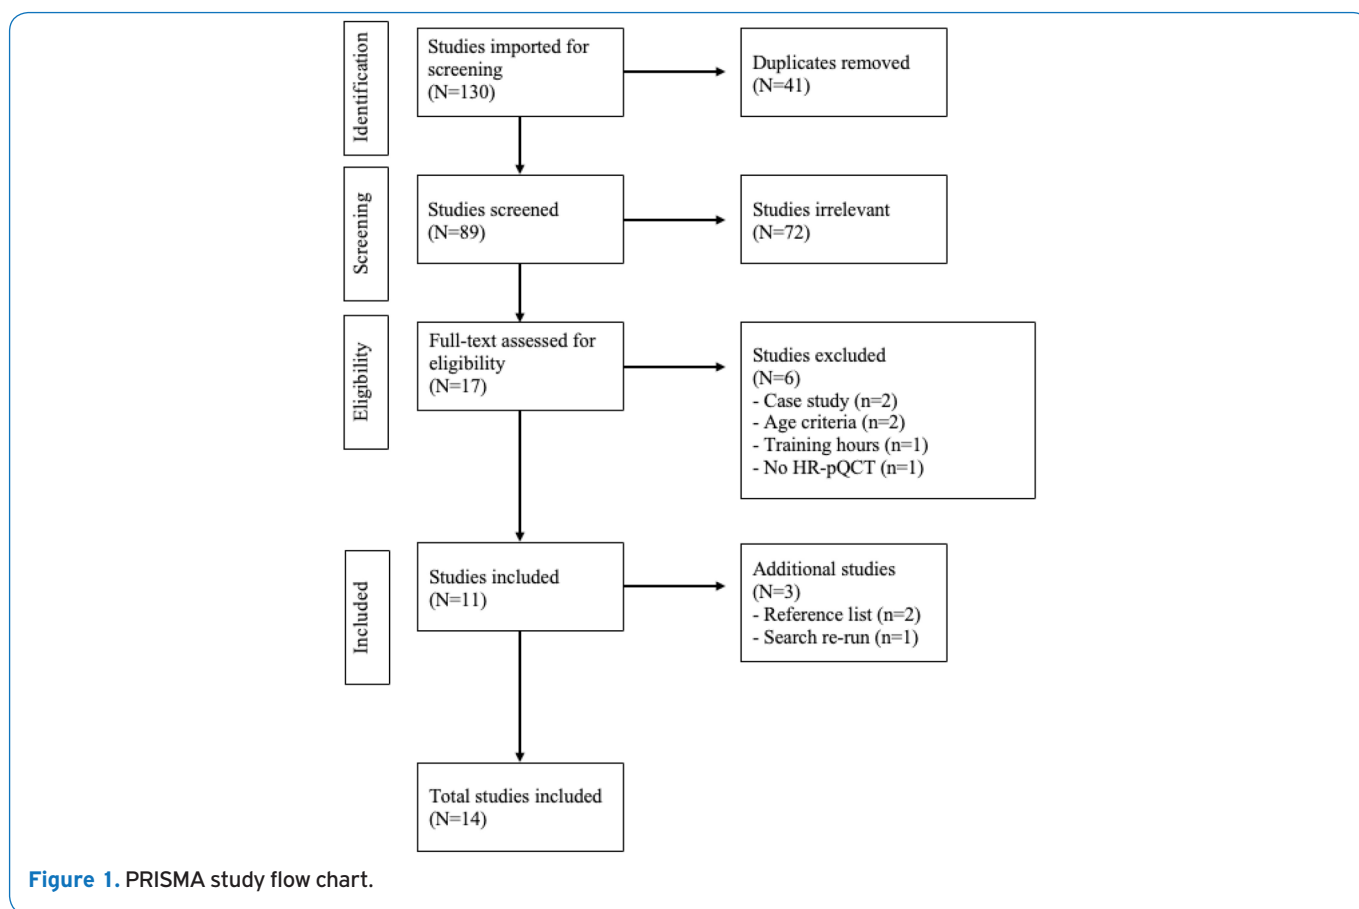 Identification
Studies imported for
screening
(N=130)
Duplicates removed
(N=41)
Screening
Studies screened
(N=89)
Studies irrelevant
(N=72)
Eligibility
Full-text assessed for
eligibility
(N=17)
Studies excluded
(N=6)
- Case study (n=2)
- Age criteria (n=2)
- Training hours (n=1)
- No HR-pQCT (n=1)
Included
Studies included
(N=11)
Additional studies
(N=3)
- Reference list (n=2)
- Search re-run (n=1)
Total studies included
(N=14)
Figure 1. PRISMA study flow chart.